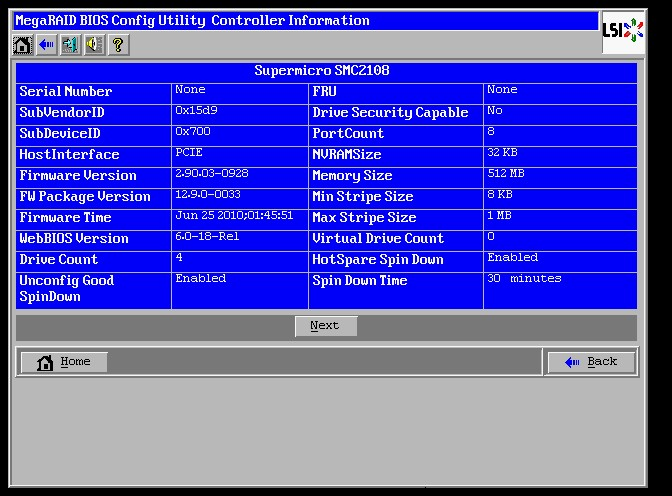 MegaRAID BIOS Config Utility Controller Information
LSI
?
Supermicro SMC2108
Serial Number None FRU None
SubVendorID 0x15d9 Drive Security Capable No
SubDeviceID 0x700 PortCount 8
HostInterface PCIE NVRAMSize 32 KB
Firmware Version 2.90.03-0928 Memory Size 512 MB
FW Package Version 12.9.0-0033 Min Stripe Size 8 KB
Firmware Time Jun 25 2010;01:45:51 Max Stripe Size 1 MB
WebBIOS Version 6.0-18-Rel Virtual Drive Count 0
Drive Count 4 HotSpare Spin Down Enabled
Unconfig Good Enabled Spin Down Time 30 minutes
SpinDown
Next
Home Back